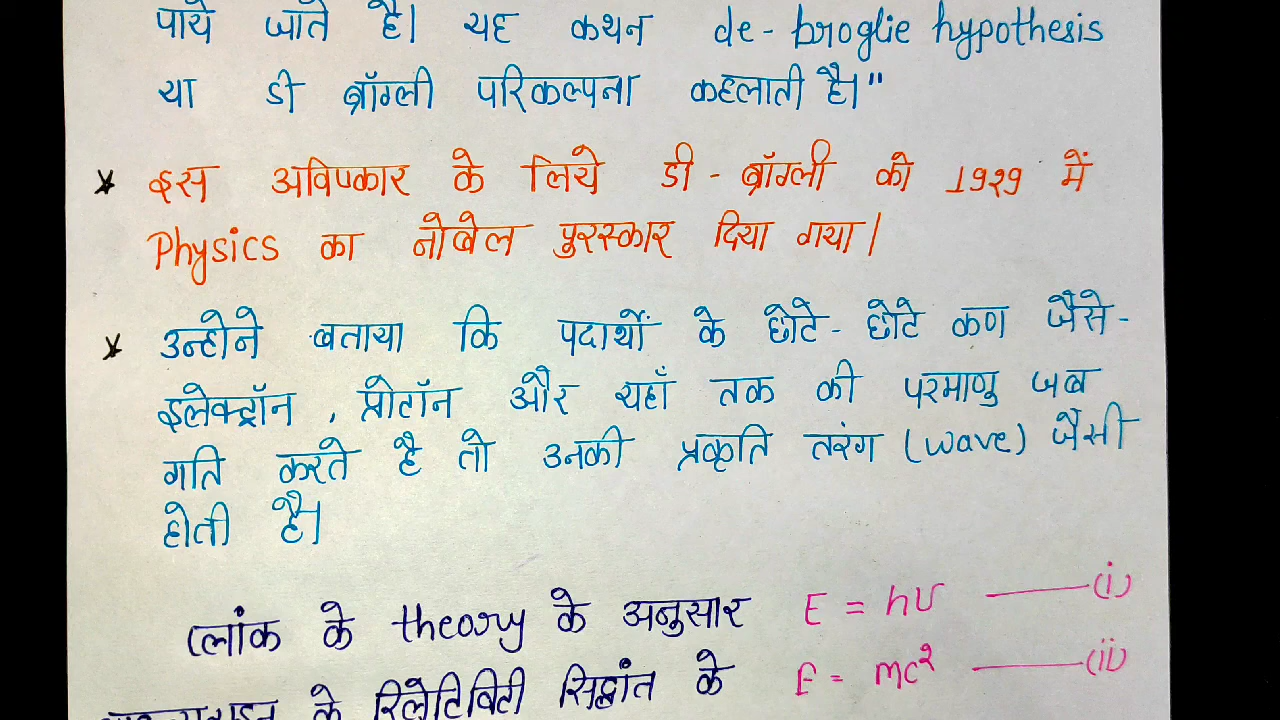 पाये जाते है। यह कथन de-broglie hypothesis
या डी ब्रॉग्ली परिकल्पना कहलाती है।"
* इस अविष्कार के लिये डी-ब्रॉग्ली को 1929 में
Physics का नोबेल पुरस्कार दिया गया।
* उन्होने बताया कि पदार्थों के छोटे-छोटे कण जैसे-
इलेक्ट्रॉन, प्रोटॉन और यहाँ तक की परमाणु जब
गति करते है तो उनकी प्रकृति तरंग (wave) जैसी
होती है।
प्लांक के theory के अनुसार E = hυ —— (i)
के रिलेटिविटी सिद्धांत के E = mc² —— (ii)